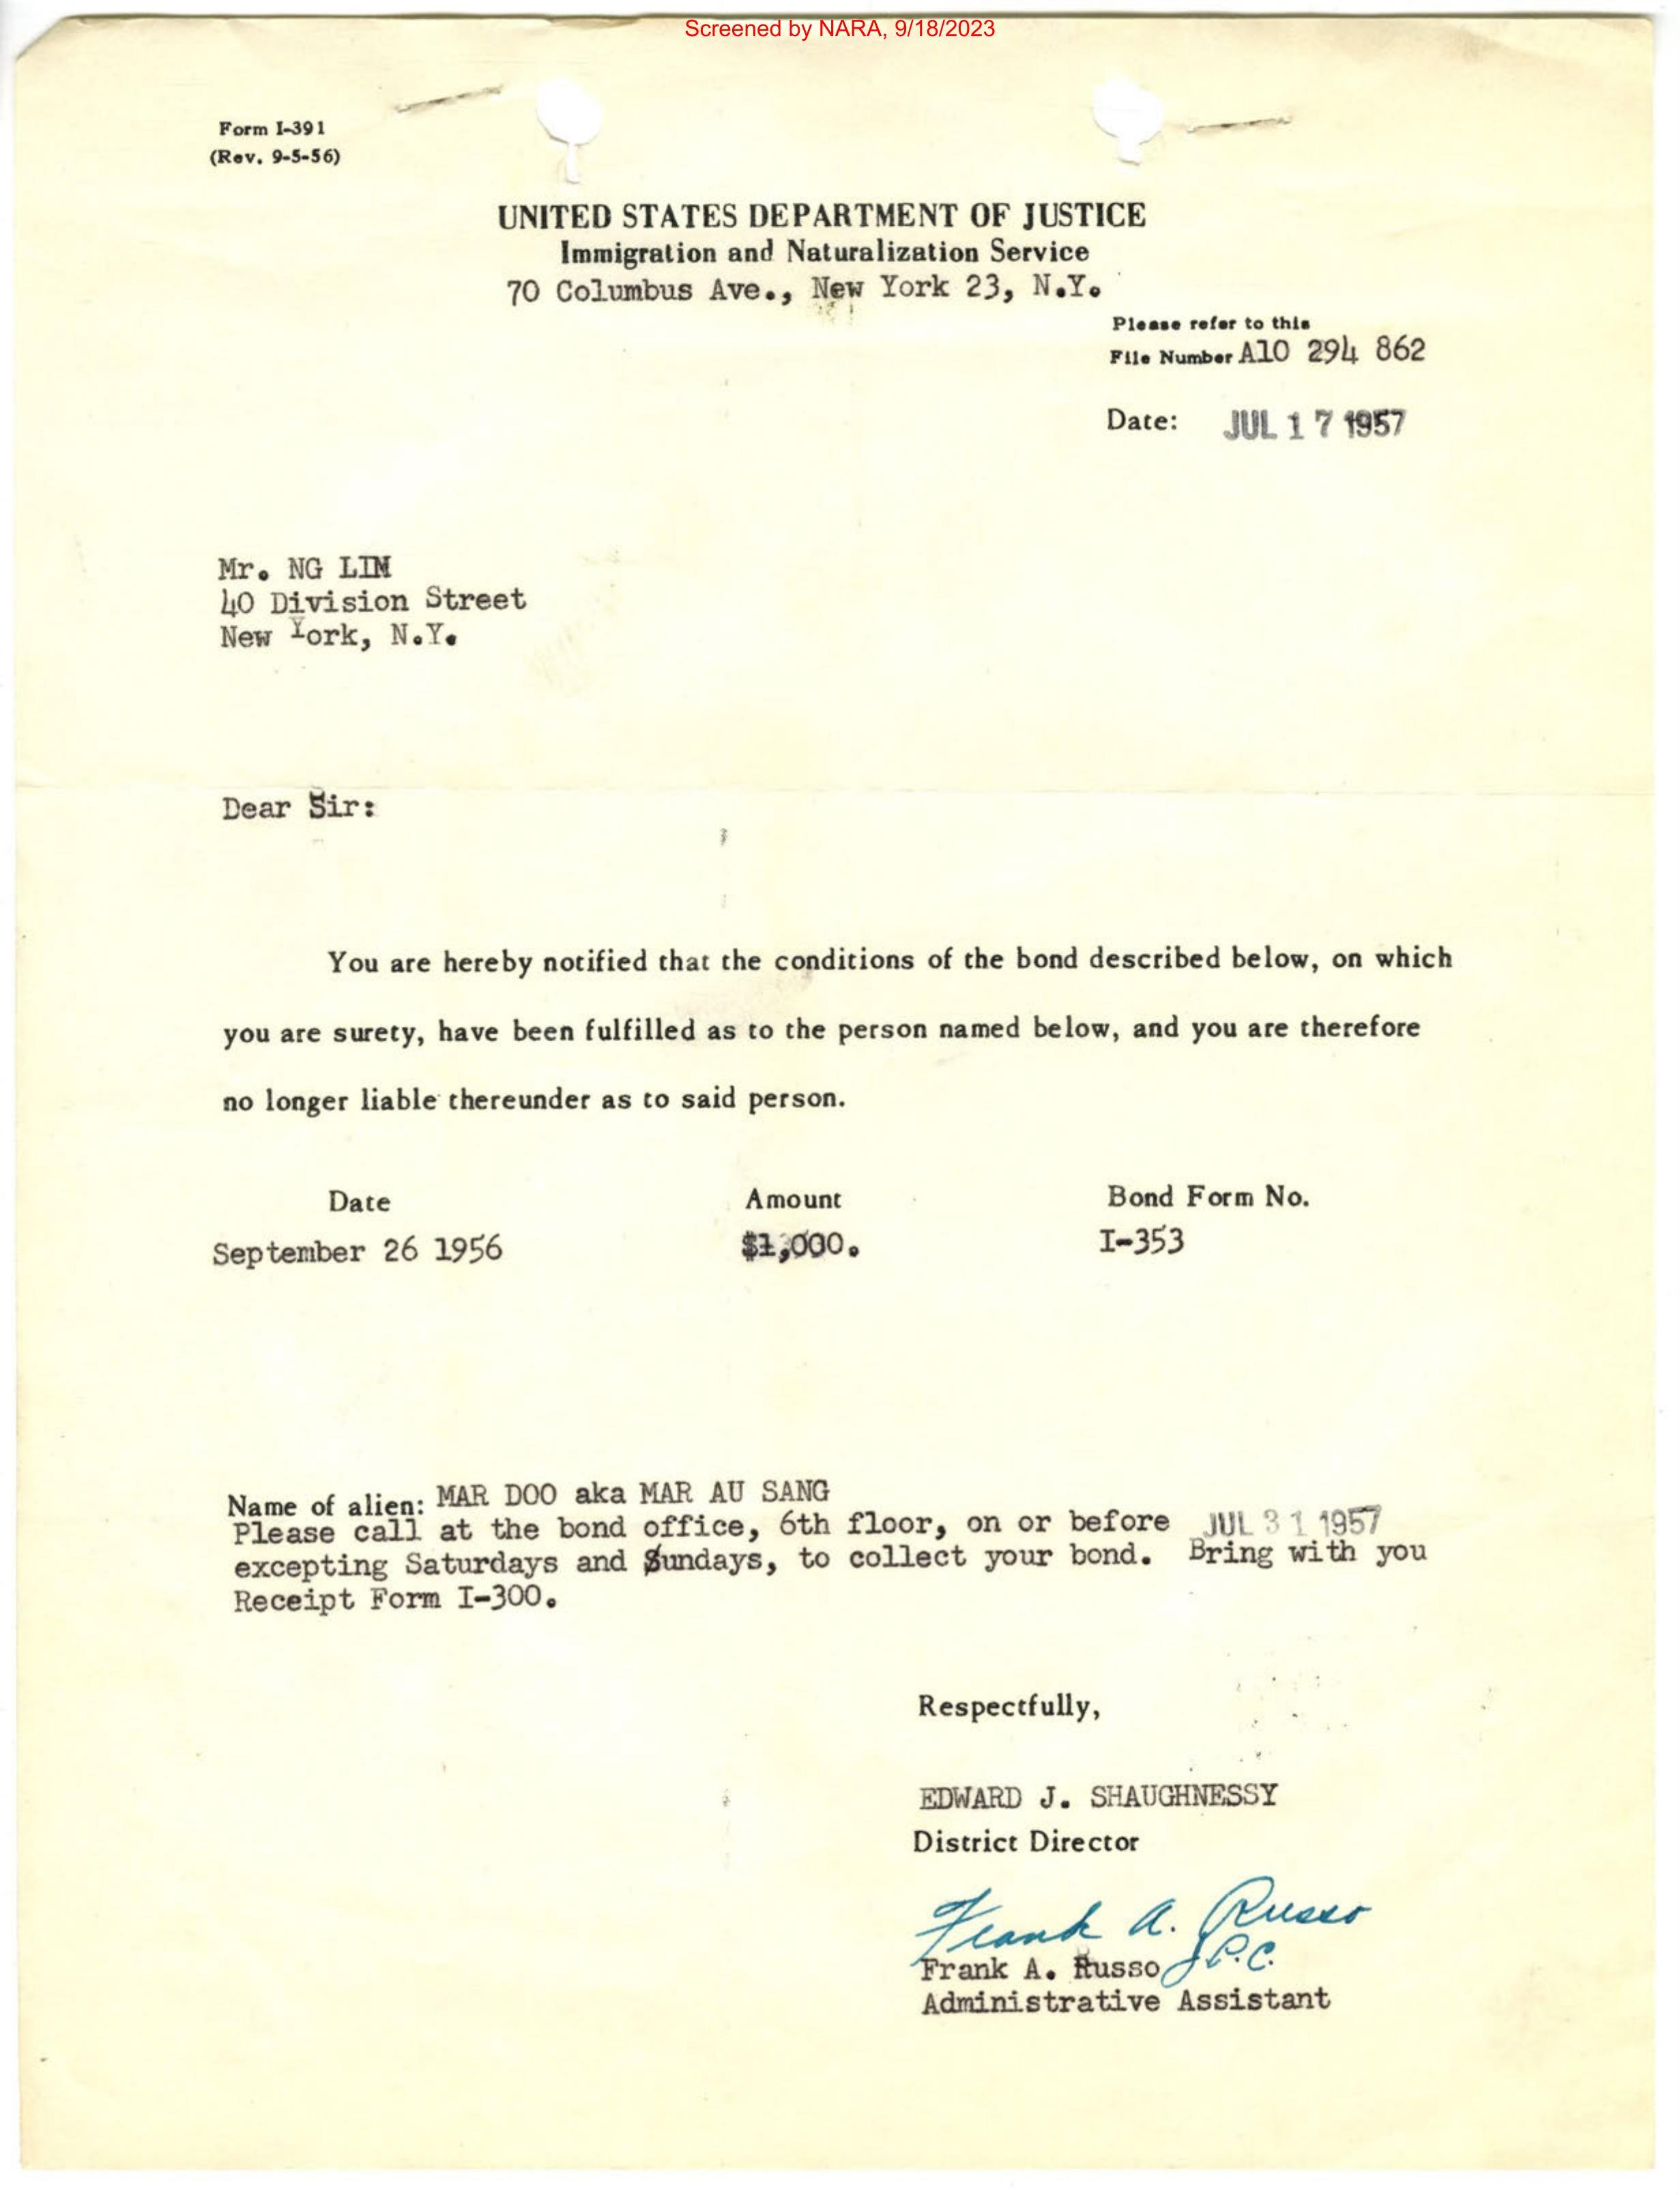 Screened by NARA, 9/18/2023
Form I-391
(Rev. 9-5-56)
UNITED STATES DEPARTMENT OF JUSTICE
Immigration and Naturalization Service
70 Columbus Ave., New York 23, N.Y.
Please refer to this
File Number A10 294 862
Date: JUL 17 1957
Mr. NG LIM
40 Division Street
New York, N.Y.
Dear Sir:
You are hereby notified that the conditions of the bond described below, on which
you are surety, have been fulfilled as to the person named below, and you are therefore
no longer liable thereunder as to said person.
Date Amount Bond Form No.
September 26 1956 $1,000. I-353
Name of alien: MAR DOO aka MAR AU SANG
Please call at the bond office, 6th floor, on or before JUL 31 1957
excepting Saturdays and Sundays, to collect your bond. Bring with you
Receipt Form I-300.
Respectfully,
EDWARD J. SHAUGHNESSY
District Director
Frank A. Russo
J.P.C.
Frank A. Russo
Administrative Assistant